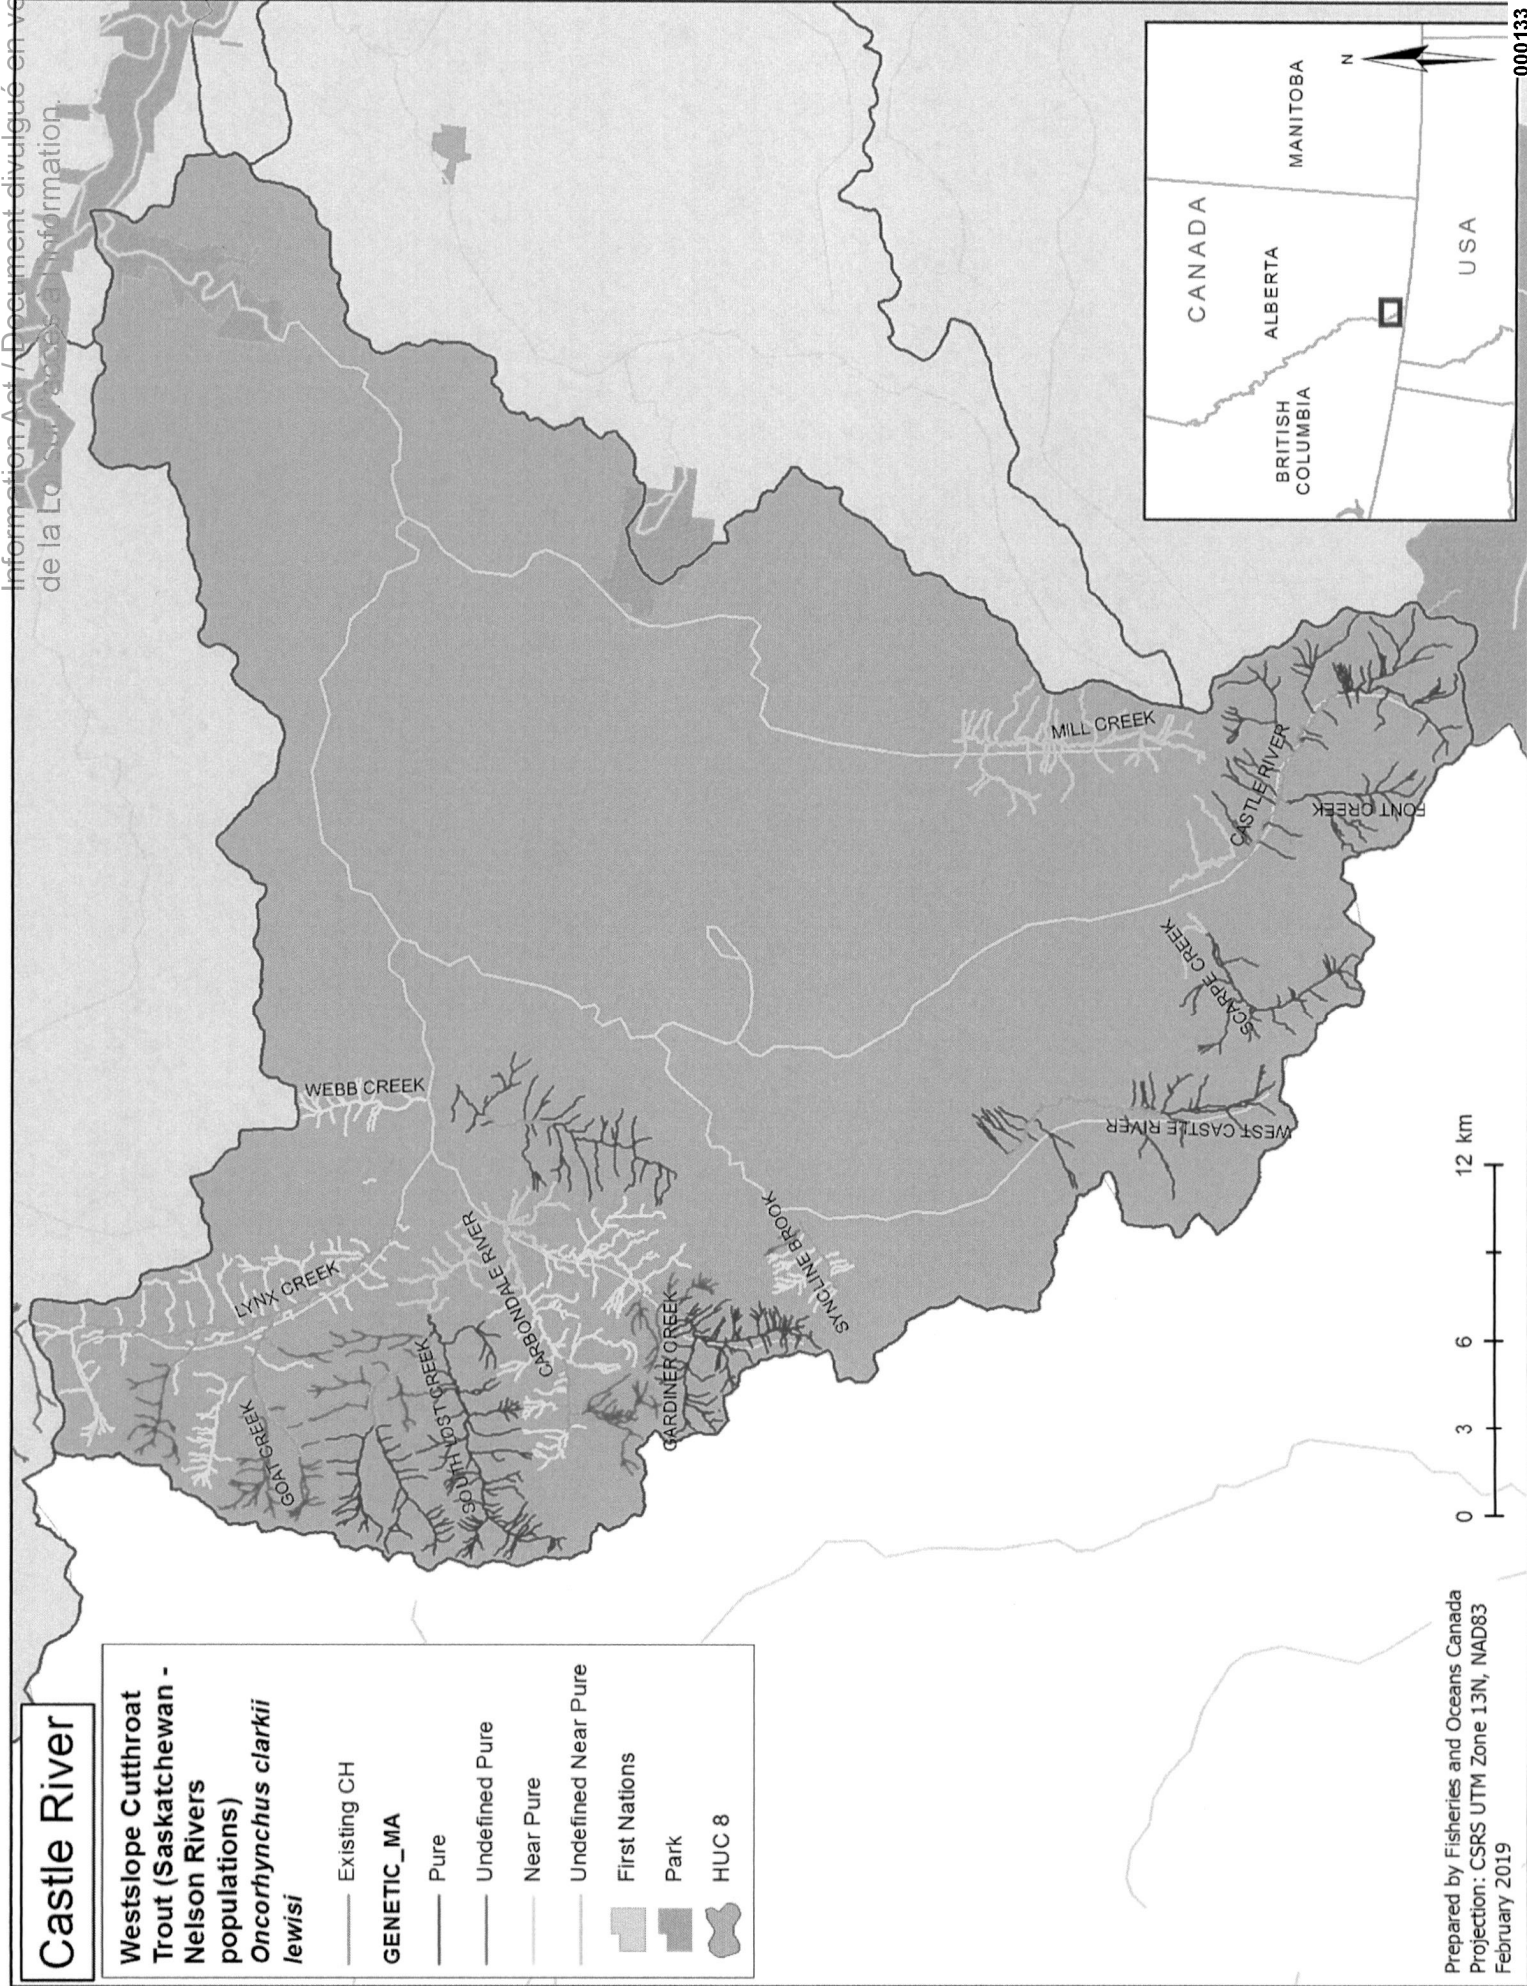 Information Act / Document divulgué en ve
de la Loi sur l'accès à l'information.
000133
Castle River
Westslope Cutthroat
Trout (Saskatchewan -
Nelson Rivers
populations)
Oncorhynchus clarkii
lewisi
Existing CH
GENETIC_MA
Pure
Undefined Pure
Near Pure
Undefined Near Pure
First Nations
Park
HUC 8
LYNX CREEK
WEBB CREEK
GOAT CREEK
SOUTH LOST CREEK
CARBONDALE RIVER
GARDINER CREEK
SYNCLINE BROOK
WEST CASTLE RIVER
SCARPE CREEK
CASTLE RIVER
FONT CREEK
MILL CREEK
CANADA
MANITOBA
ALBERTA
BRITISH
COLUMBIA
USA
N
0 3 6 12 km
Prepared by Fisheries and Oceans Canada
Projection: CSRS UTM Zone 13N, NAD83
February 2019